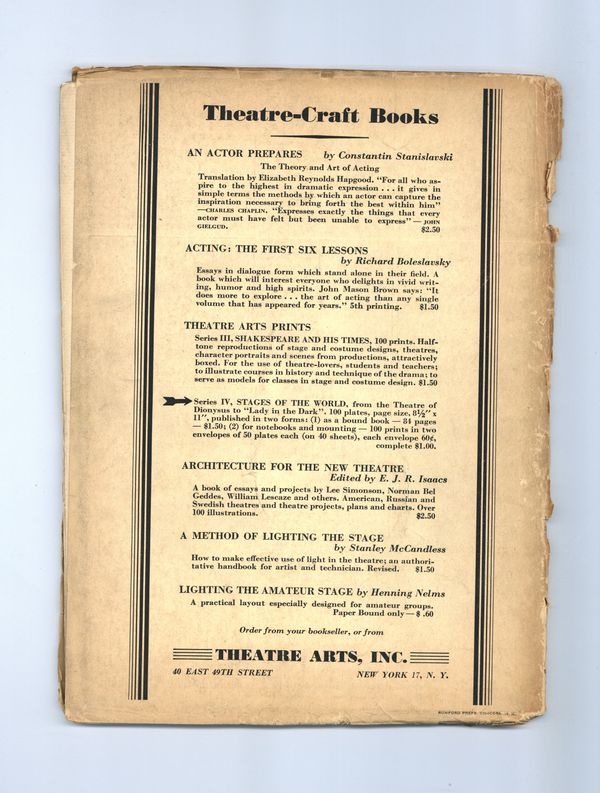 Theatre-Craft Books
AN ACTOR PREPARES by Constantin Stanislavski
The Theory and Art of Acting
Translation by Elizabeth Reynolds Hapgood. "For all who as-
pire to the highest in dramatic expression . . . it gives in
simple terms the methods by which an actor can capture the
inspiration necessary to bring forth the best within him"
—CHARLES CHAPLIN. "Expresses exactly the things that every
actor must have felt but been unable to express" — JOHN
GIELGUD. $2.50
ACTING: THE FIRST SIX LESSONS
by Richard Boleslavsky
Essays in dialogue form which stand alone in their field. A
book which will interest everyone who delights in vivid writ-
ing, humor and high spirits. John Mason Brown says: "It
does more to explore . . . the art of acting than any single
volume that has appeared for years." 5th printing. $1.50
THEATRE ARTS PRINTS
Series III, SHAKESPEARE AND HIS TIMES, 100 prints. Half-
tone reproductions of stage and costume designs, theatres,
character portraits and scenes from productions, attractively
boxed. For the use of theatre-lovers, students and teachers;
to illustrate courses in history and technique of the drama; to
serve as models for classes in stage and costume design. $1.50
Series IV, STAGES OF THE WORLD, from the Theatre of
Dionysus to "Lady in the Dark". 100 plates, page size, 8½" x
11", published in two forms: (1) as a bound book — 84 pages
— $1.50; (2) for notebooks and mounting — 100 prints in two
envelopes of 50 plates each (on 40 sheets), each envelope 60¢,
complete $1.00.
ARCHITECTURE FOR THE NEW THEATRE
Edited by E. J. R. Isaacs
A book of essays and projects by Lee Simonson, Norman Bel
Geddes, William Lescaze and others. American, Russian and
Swedish theatres and theatre projects, plans and charts. Over
100 illustrations. $2.50
A METHOD OF LIGHTING THE STAGE
by Stanley McCandless
How to make effective use of light in the theatre; an authori-
tative handbook for artist and technician. Revised. $1.50
LIGHTING THE AMATEUR STAGE by Henning Nelms
A practical layout especially designed for amateur groups.
Paper Bound only — $ .60
Order from your bookseller, or from
THEATRE ARTS, INC.
40 EAST 49TH STREET NEW YORK 17, N. Y.
RUMFORD PRESS